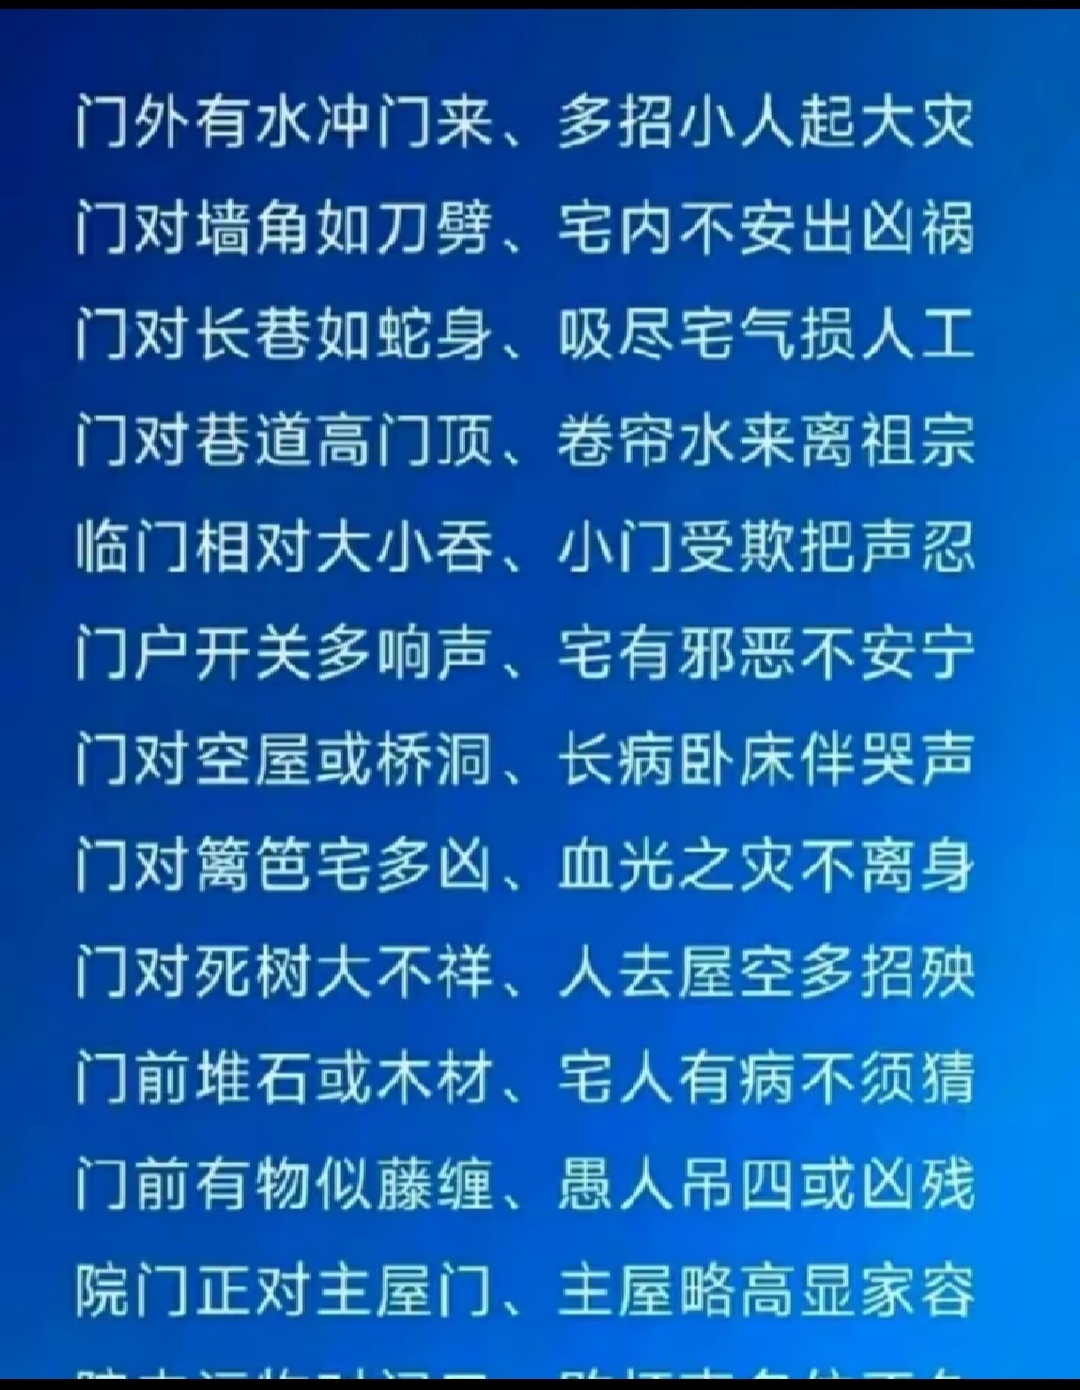 门外有水冲门来、多招小人起大灾
门对墙角如刀劈、宅内不安出凶祸
门对长巷如蛇身、吸尽宅气损人工
门对巷道高门顶、卷帘水来离祖宗
临门相对大小吞、小门受欺把声忍
门户开关多响声、宅有邪恶不安宁
门对空屋或桥洞、长病卧床伴哭声
门对篱笆宅多凶、血光之灾不离身
门对死树大不祥、人去屋空多招殃
门前堆石或木材、宅人有病不须猜
门前有物似藤缠、愚人吊四或凶残
院门正对主屋门、主屋略高显家容